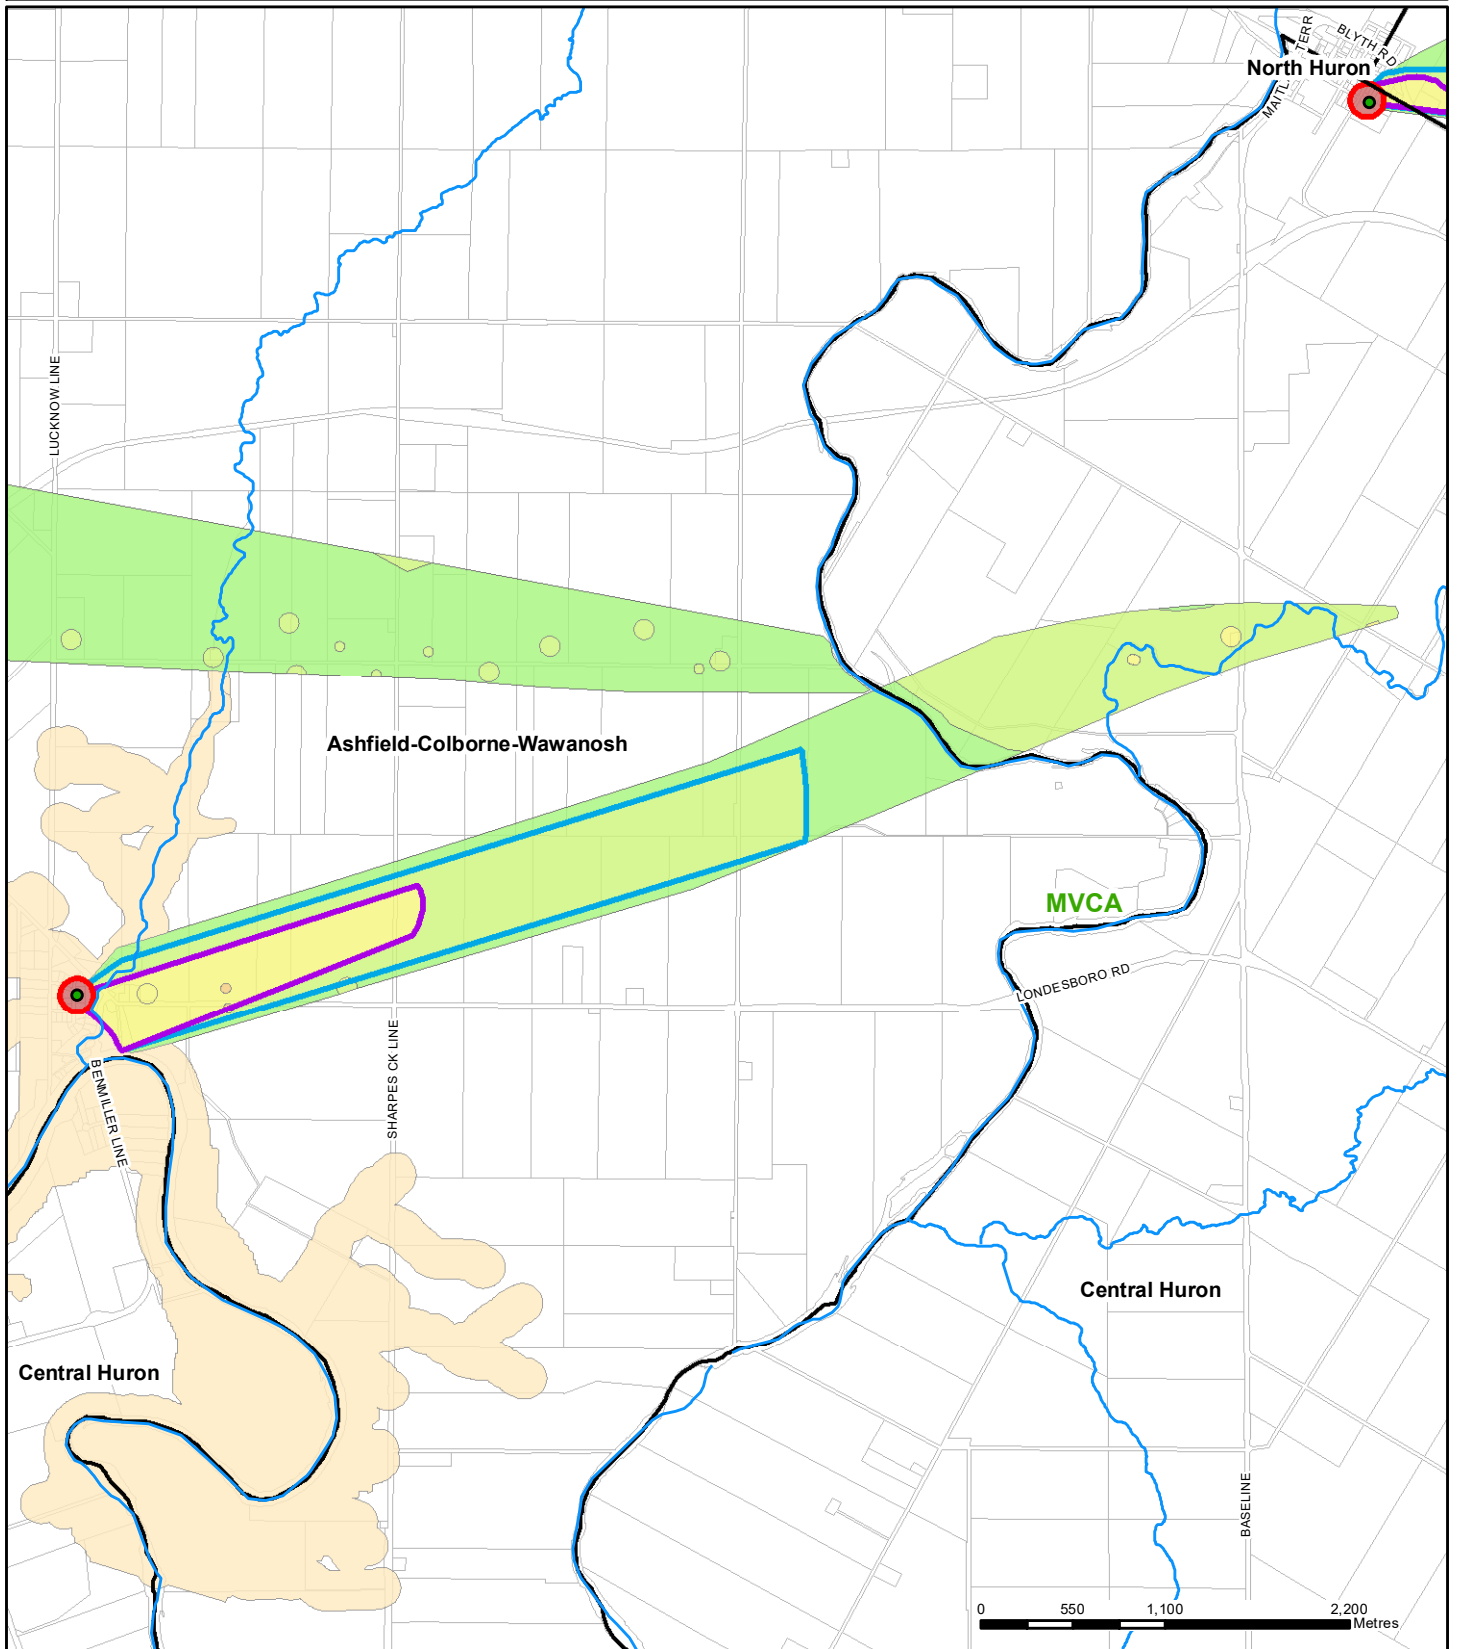 BLYTH RD
North Huron
MAITL TERR
LUCKNOW LINE
Ashfield-Colborne-Wawanosh
MVCA
LONDESBORO RD
SHARPES CK LINE
BENMILLER LINE
Central Huron
Central Huron
BASELINE
0 550 1,100 2,200
Metres